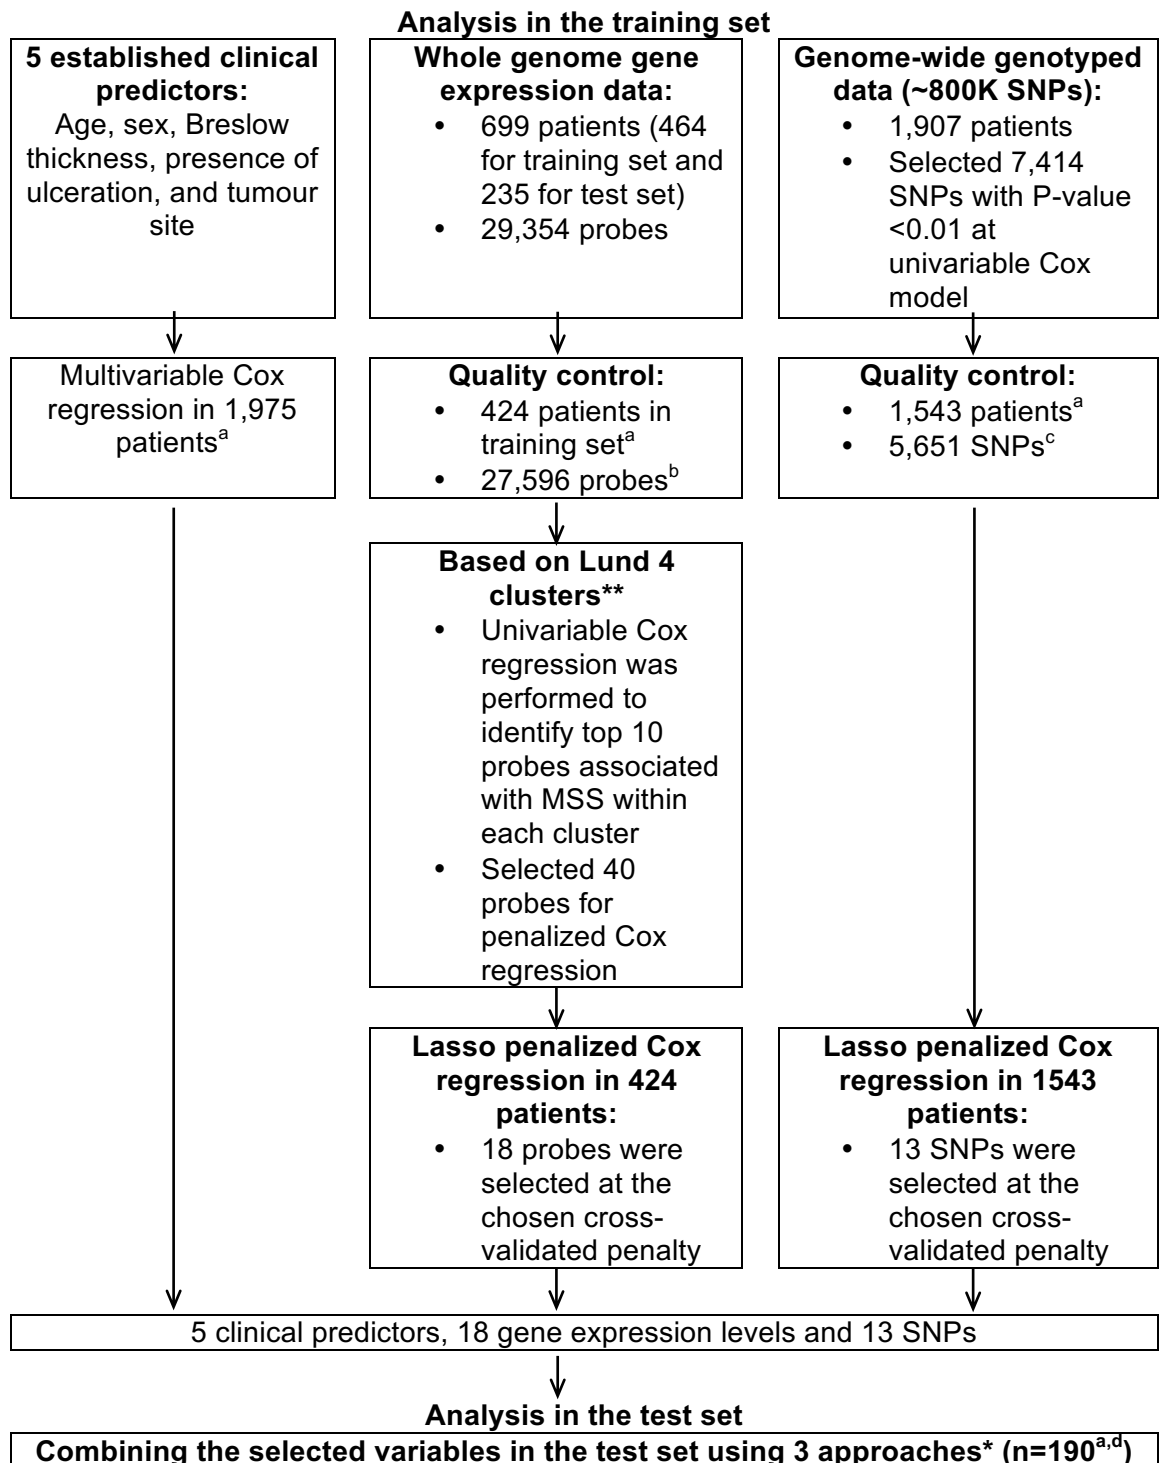 Analysis in the training set
5 established clinical
predictors:
Age, sex, Breslow
thickness, presence of
ulceration, and tumour
site
Whole genome gene
expression data:
• 699 patients (464
for training set and
235 for test set)
• 29,354 probes
Genome-wide genotyped
data (~800K SNPs):
• 1,907 patients
• Selected 7,414
SNPs with P-value
<0.01 at
univariable Cox
model
Multivariable Cox
regression in 1,975
patientsᵃ
Quality control:
• 424 patients in
training setᵃ
• 27,596 probesᵇ
Quality control:
• 1,543 patientsᵃ
• 5,651 SNPsᶜ
Based on Lund 4
clusters**
• Univariable Cox
regression was
performed to
identify top 10
probes associated
with MSS within
each cluster
• Selected 40
probes for
penalized Cox
regression
Lasso penalized Cox
regression in 424
patients:
• 18 probes were
selected at the
chosen cross-
validated penalty
Lasso penalized Cox
regression in 1543
patients:
• 13 SNPs were
selected at the
chosen cross-
validated penalty
5 clinical predictors, 18 gene expression levels and 13 SNPs
Analysis in the test set
Combining the selected variables in the test set using 3 approaches* (n=190ᵃ,ᵈ)